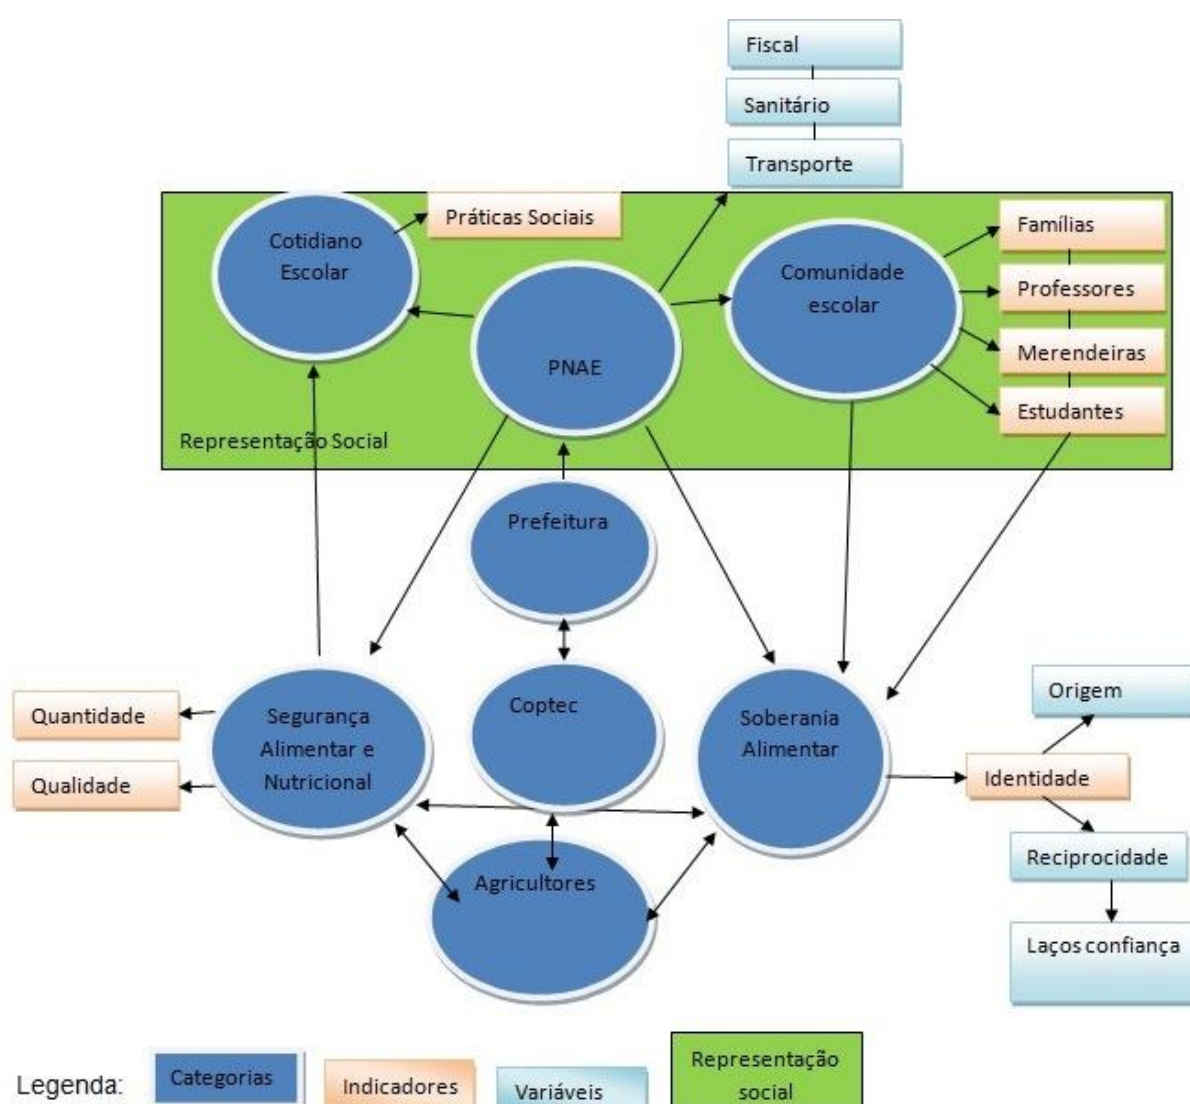 Fiscal
Sanitário
Transporte
Cotidiano
Escolar
Práticas Sociais
PNAE
Comunidade
escolar
Famílias
Professores
Merendeiras
Estudantes
Representação Social
Prefeitura
Coptec
Quantidade
Qualidade
Segurança
Alimentar e
Nutricional
Soberania
Alimentar
Agricultores
Origem
Identidade
Reciprocidade
Laços confiança
Legenda:
Categorias
Indicadores
Variáveis
Representação
social